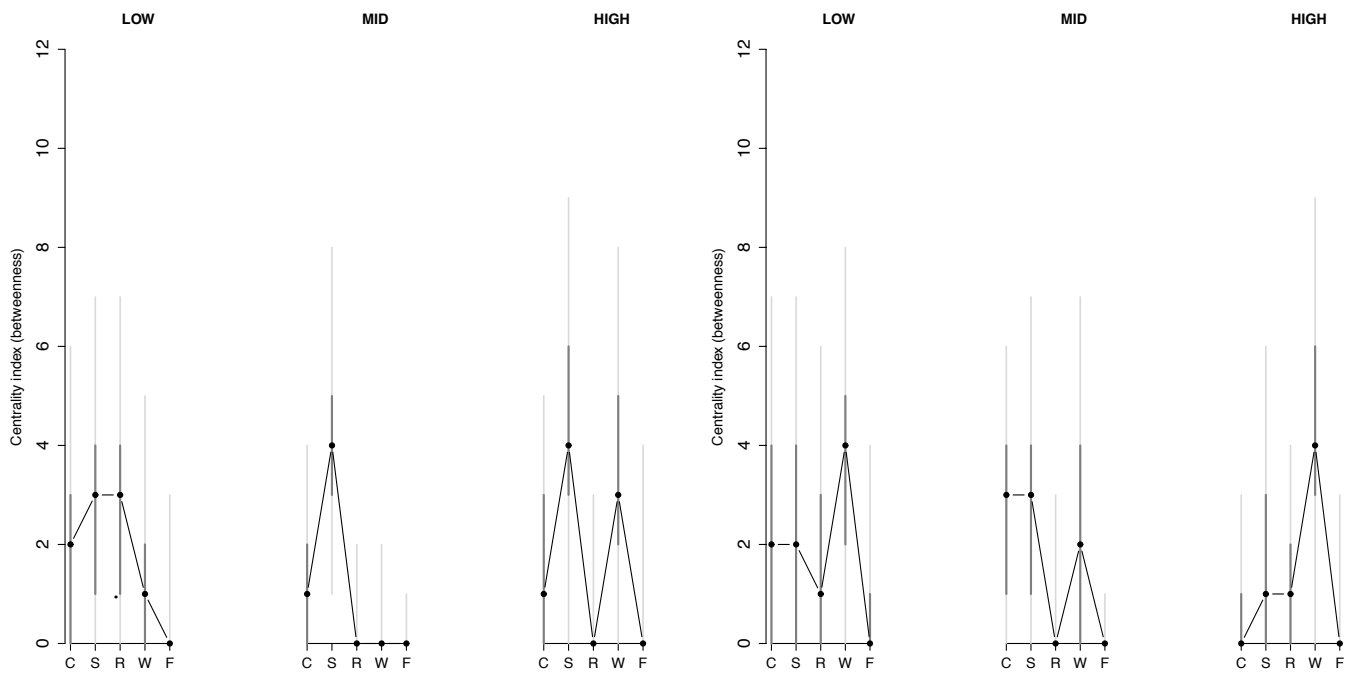 LOW MID HIGH LOW MID HIGH
12 12
10 10
8 8
6 6
4 4
2 2
0 0
Centrality index (betweenness) Centrality index (betweenness)
C S R W F C S R W F C S R W F C S R W F C S R W F C S R W F